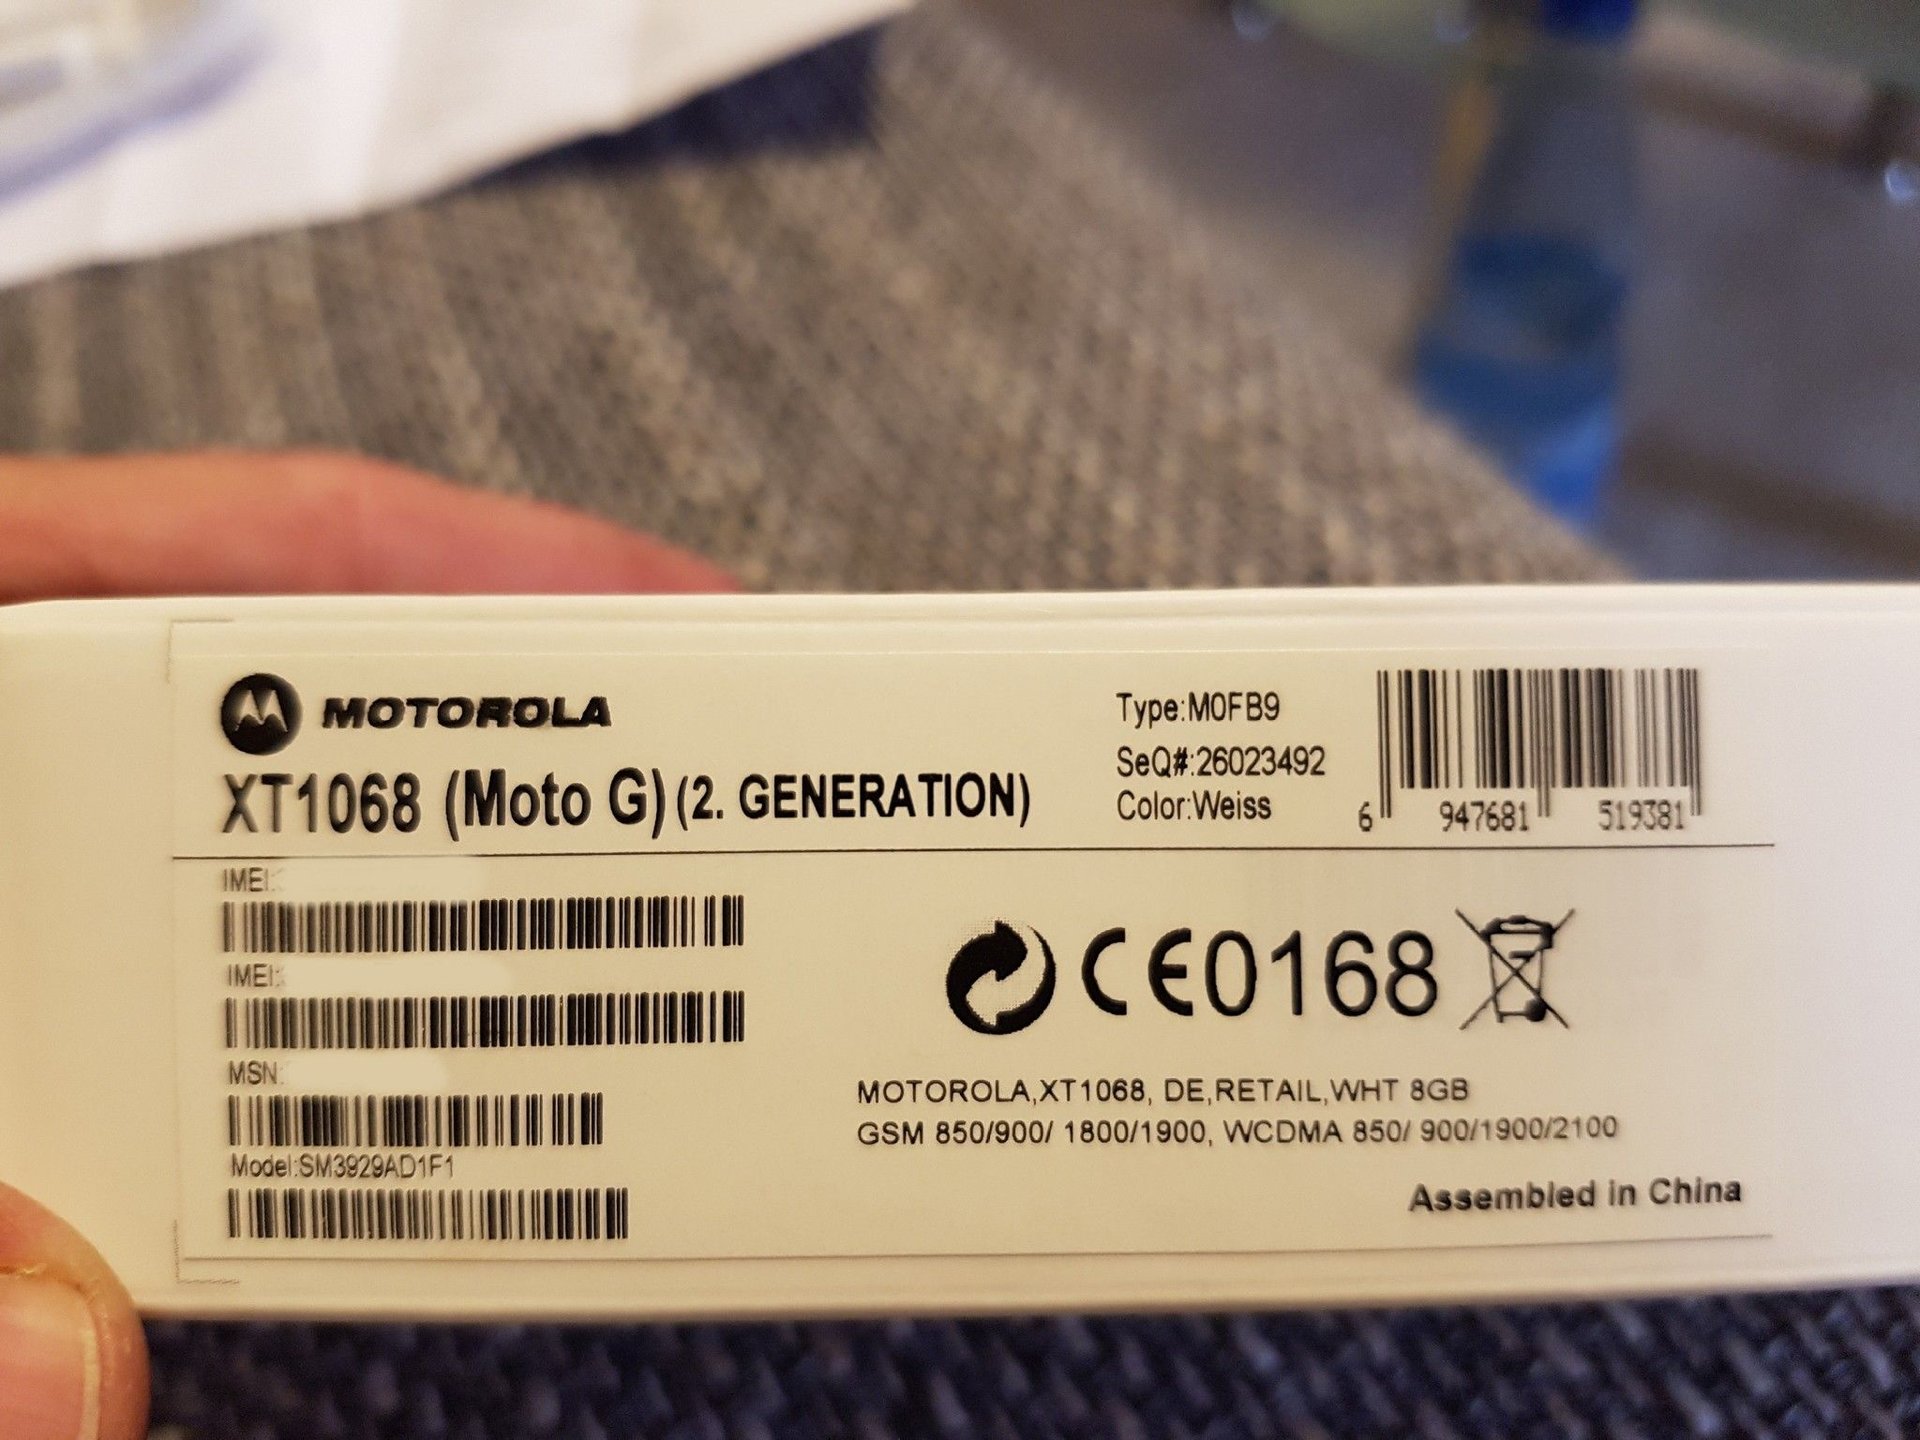 MOTOROLA
XT1068 (Moto G) (2. GENERATION)
Type:M0FB9
SeQ#:26023492
Color:Weiss
6 947681 519381
IMEI:
IMEI:
MSN:
Model:SM3929AD1F1
CE0168
MOTOROLA,XT1068, DE,RETAIL,WHT 8GB
GSM 850/900/ 1800/1900, WCDMA 850/ 900/1900/2100
Assembled in China